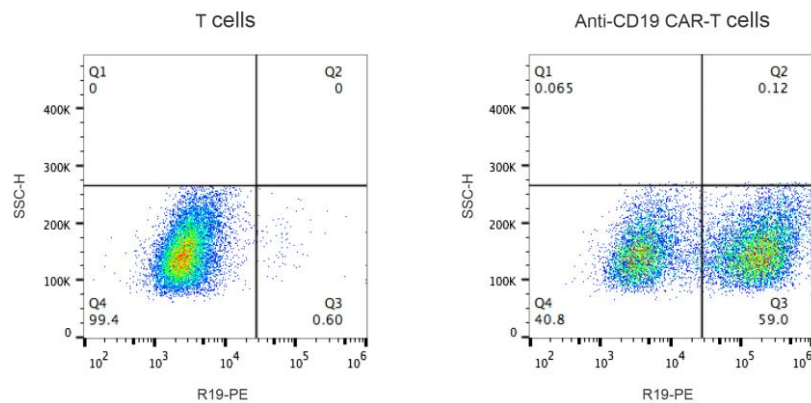 T cells
Q1
0
Q2
0
400K
300K
200K
100K
0
SSC-H
Q4
99.4
Q3
0.60
10^2
10^3
10^4
10^5
10^6
R19-PE
Anti-CD19 CAR-T cells
Q1
0.065
Q2
0.12
400K
300K
200K
100K
0
SSC-H
Q4
40.8
Q3
59.0
10^2
10^3
10^4
10^5
10^6
R19-PE